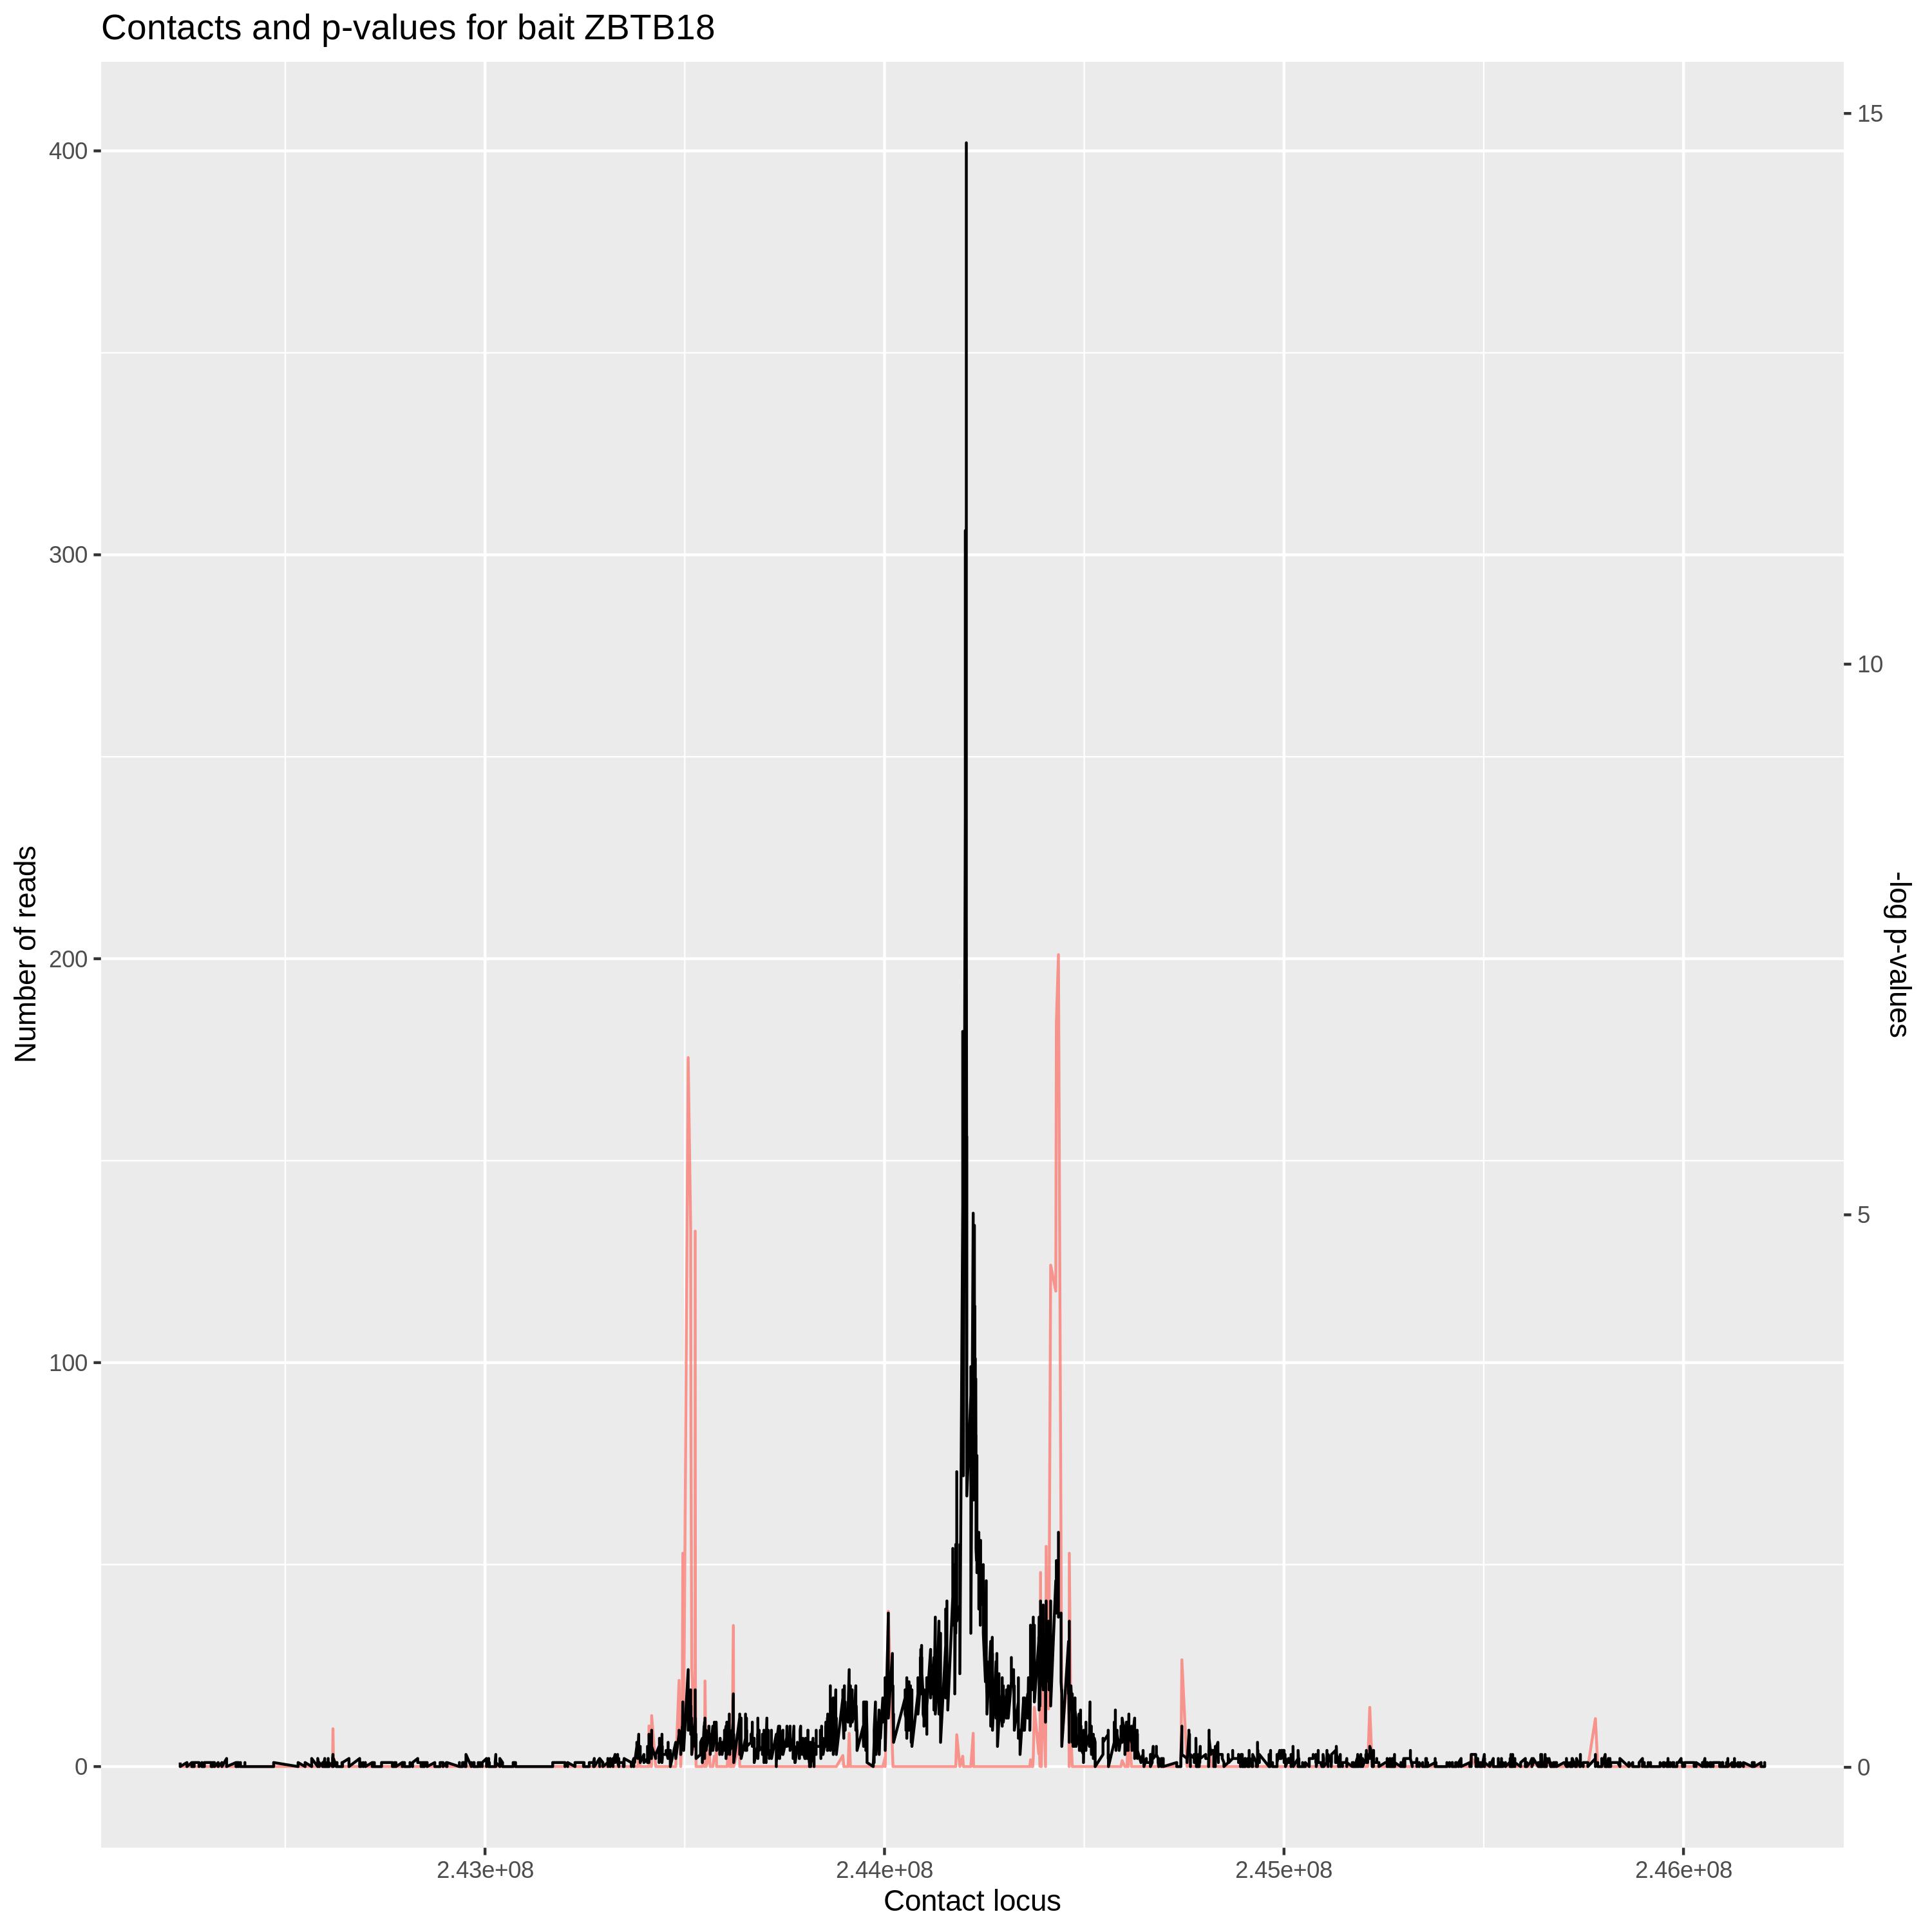 Contacts and p-values for bait ZBTB18
400
300
200
100
0
Number of reads
15
10
5
0
-log p-values
2.43e+08
2.44e+08
2.45e+08
2.46e+08
Contact locus